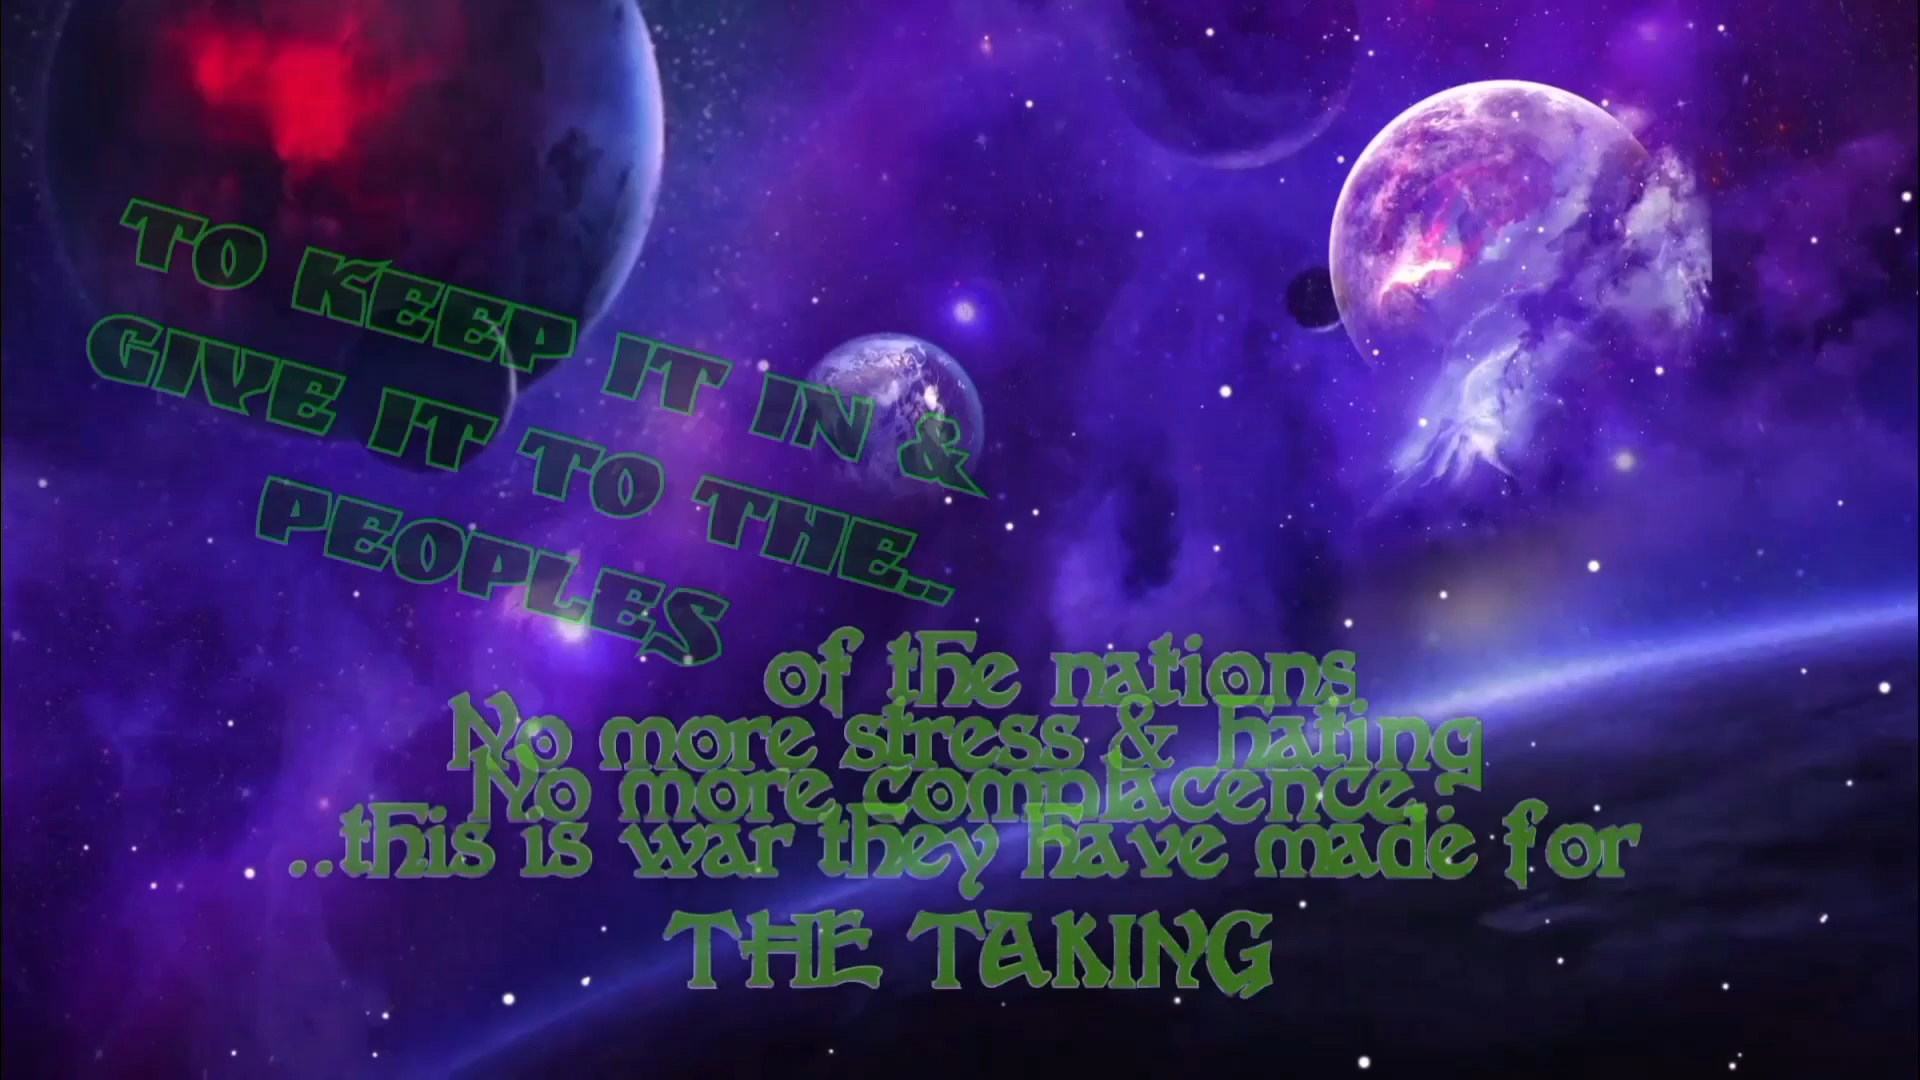 TO KEEP IT IN &
GIVE IT TO THE..
PEOPLES
of the nations
No more stress & hating
No more complacence?
..this is war they have made for
THE TAKING